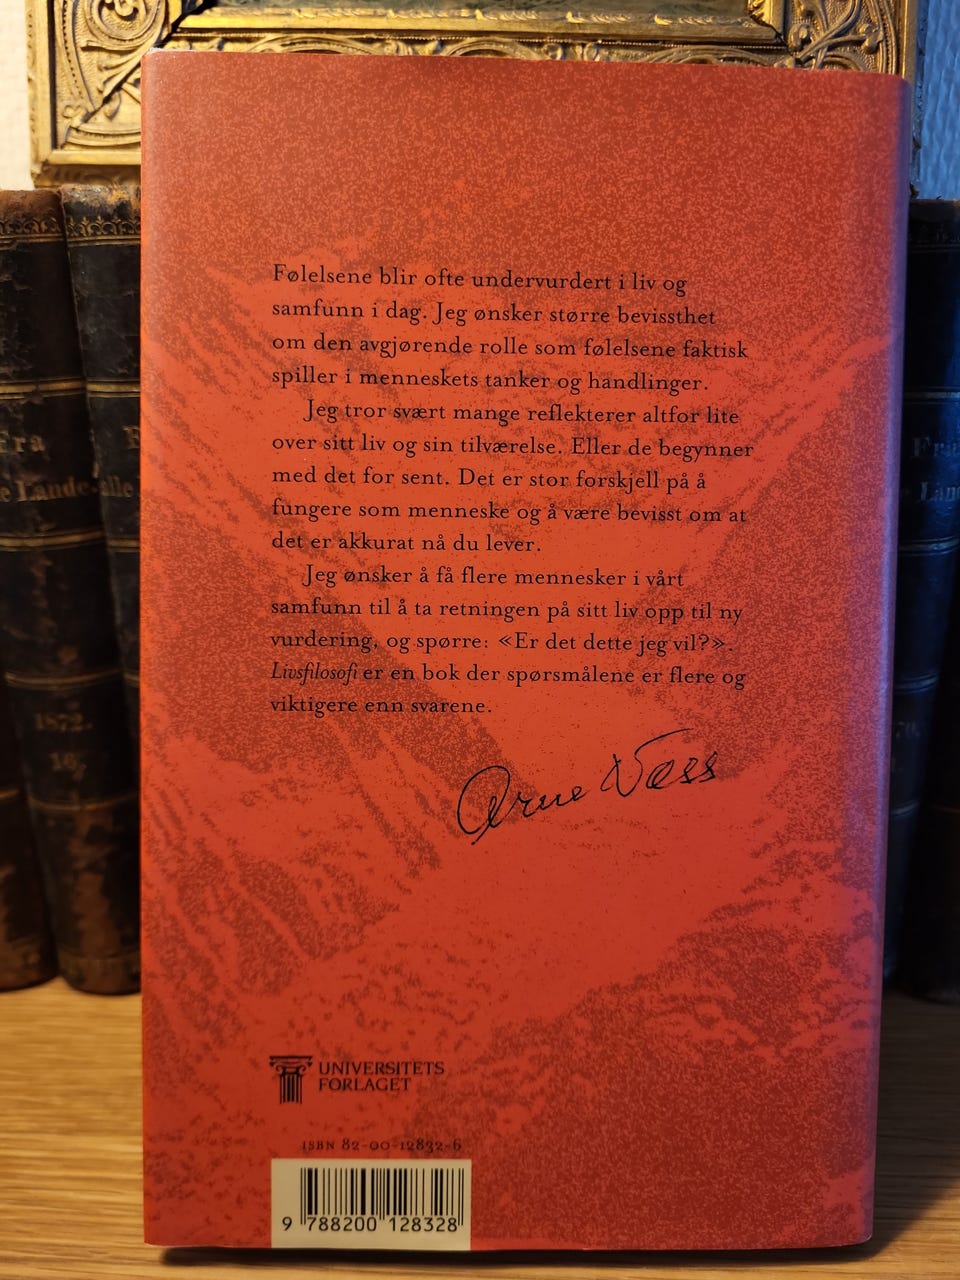 Følelsene blir ofte undervurdert i liv og
samfunn i dag. Jeg ønsker større bevissthet
om den avgjørende rolle som følelsene faktisk
spiller i menneskets tanker og handlinger.
Jeg tror svært mange reflekterer altfor lite
over sitt liv og sin tilværelse. Eller de begynner
med det for sent. Det er stor forskjell på å
fungere som menneske og å være bevisst om at
det er akkurat nå du lever.
Jeg ønsker å få flere mennesker i vårt
samfunn til å ta retningen på sitt liv opp til ny
vurdering, og spørre: «Er det dette jeg vil?».
Livsfilosofi er en bok der spørsmålene er flere og
viktigere enn svarene.
Arne Næss
UNIVERSITETS
FORLAGET
ISBN 82-00-12832-6
9 788200 128328
Fra
Lande
1872.
16.